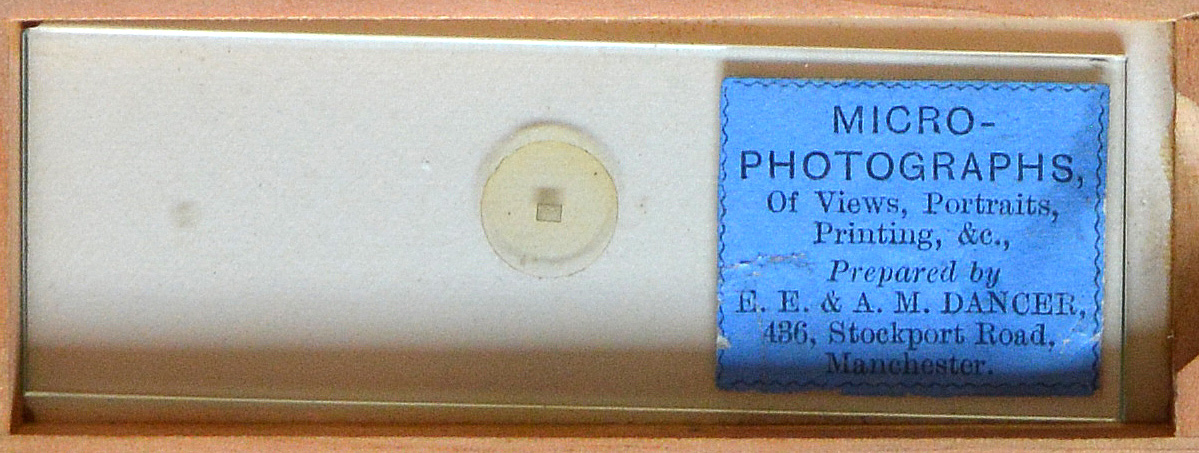 MICRO-
PHOTOGRAPHS,
Of Views, Portraits,
Printing, &c.,
Prepared by
E. E. & A. M. DANCER,
436, Stockport Road,
Manchester.